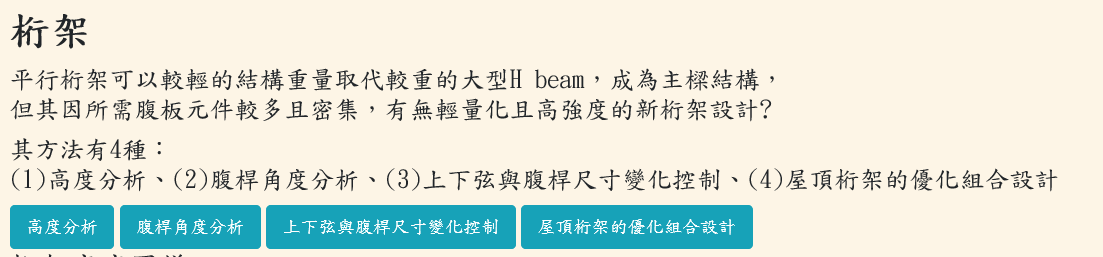 桁架
平行桁架可以較輕的結構重量取代較重的大型H beam，成為主樑結構，
但其因所需腹板元件較多且密集，有無輕量化且高強度的新桁架設計?
其方法有4種：
(1)高度分析、(2)腹桿角度分析、(3)上下弦與腹桿尺寸變化控制、(4)屋頂桁架的優化組合設計
高度分析 腹桿角度分析 上下弦與腹桿尺寸變化控制 屋頂桁架的優化組合設計